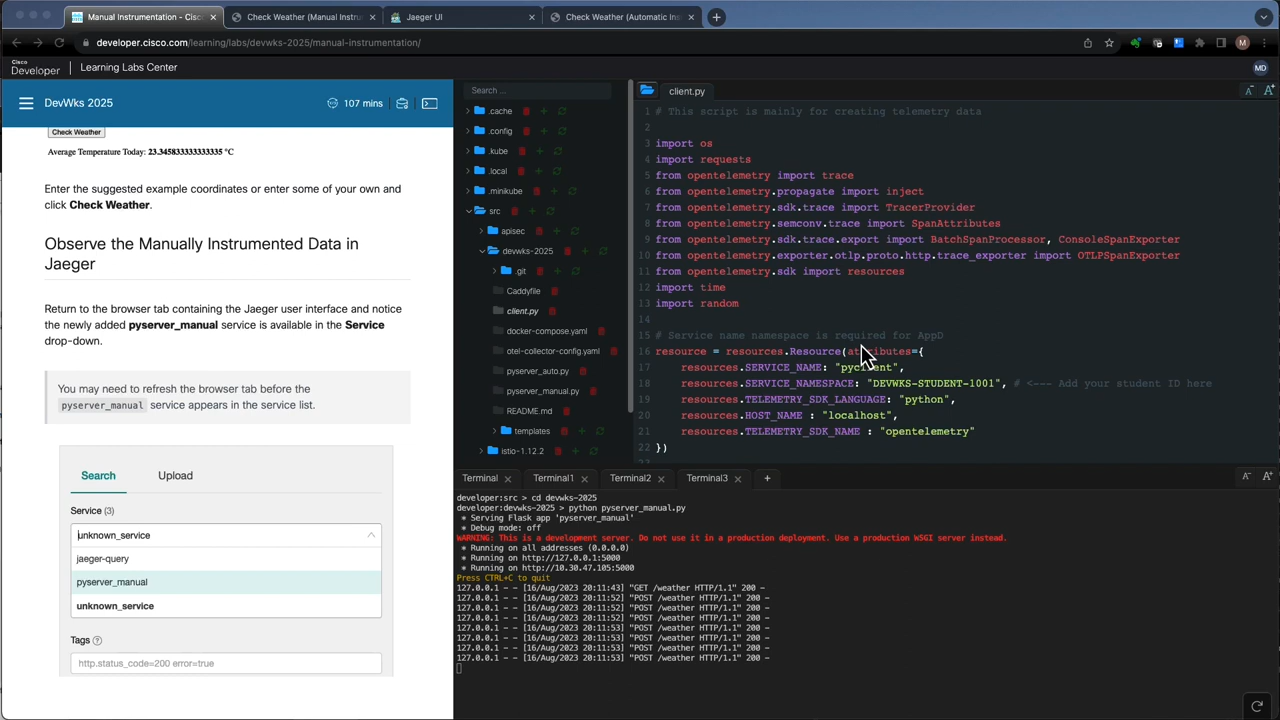 Manual Instrumentation - Cisc
Check Weather (Manual Instru
Jaeger UI
Check Weather (Automatic Ins
developer.cisco.com/learning/labs/devwks-2025/manual-instrumentation/
M
Cisco
Developer
Learning Labs Center
MD
DevWks 2025
107 mins
Check Weather
Average Temperature Today: 23.345833333333335 °C
Enter the suggested example coordinates or enter some of your own and
click Check Weather.
Observe the Manually Instrumented Data in
Jaeger
Return to the browser tab containing the Jaeger user interface and notice
the newly added pyserver_manual service is available in the Service
drop-down.
You may need to refresh the browser tab before the
pyserver_manual service appears in the service list.
Search
Upload
Service (3)
unknown_service
jaeger-query
pyserver_manual
unknown_service
Tags
http.status_code=200 error=true
Search ...
.cache
.config
.kube
.local
.minikube
src
apisec
devwks-2025
.git
Caddyfile
client.py
docker-compose.yaml
otel-collector-config.yaml
pyserver_auto.py
pyserver_manual.py
README.md
templates
istio-1.12.2
client.py
A-
A+
1 # This script is mainly for creating telemetry data
2
3 import os
4 import requests
5 from opentelemetry import trace
6 from opentelemetry.propagate import inject
7 from opentelemetry.sdk.trace import TracerProvider
8 from opentelemetry.semconv.trace import SpanAttributes
9 from opentelemetry.sdk.trace.export import BatchSpanProcessor, ConsoleSpanExporter
10 from opentelemetry.exporter.otlp.proto.http.trace_exporter import OTLPSpanExporter
11 from opentelemetry.sdk import resources
12 import time
13 import random
14
15 # Service name namespace is required for AppD
16 resource = resources.Resource(attributes={
17 resources.SERVICE_NAME: "pyclient",
18 resources.SERVICE_NAMESPACE: "DEVWKS-STUDENT-1001", # <--- Add your student ID here
19 resources.TELEMETRY_SDK_LANGUAGE: "python",
20 resources.HOST_NAME : "localhost",
21 resources.TELEMETRY_SDK_NAME : "opentelemetry"
22 })
Terminal
Terminal1
Terminal2
Terminal3
A-
A+
developer:src > cd devwks-2025
developer:devwks-2025 > python pyserver_manual.py
* Serving Flask app 'pyserver_manual'
* Debug mode: off
WARNING: This is a development server. Do not use it in a production deployment. Use a production WSGI server instead.
* Running on all addresses (0.0.0.0)
* Running on http://127.0.0.1:5000
* Running on http://10.30.47.105:5000
Press CTRL+C to quit
127.0.0.1 - - [16/Aug/2023 20:11:43] "GET /weather HTTP/1.1" 200 -
127.0.0.1 - - [16/Aug/2023 20:11:52] "POST /weather HTTP/1.1" 200 -
127.0.0.1 - - [16/Aug/2023 20:11:52] "POST /weather HTTP/1.1" 200 -
127.0.0.1 - - [16/Aug/2023 20:11:52] "POST /weather HTTP/1.1" 200 -
127.0.0.1 - - [16/Aug/2023 20:11:53] "POST /weather HTTP/1.1" 200 -
127.0.0.1 - - [16/Aug/2023 20:11:53] "POST /weather HTTP/1.1" 200 -
127.0.0.1 - - [16/Aug/2023 20:11:53] "POST /weather HTTP/1.1" 200 -
127.0.0.1 - - [16/Aug/2023 20:11:53] "POST /weather HTTP/1.1" 200 -